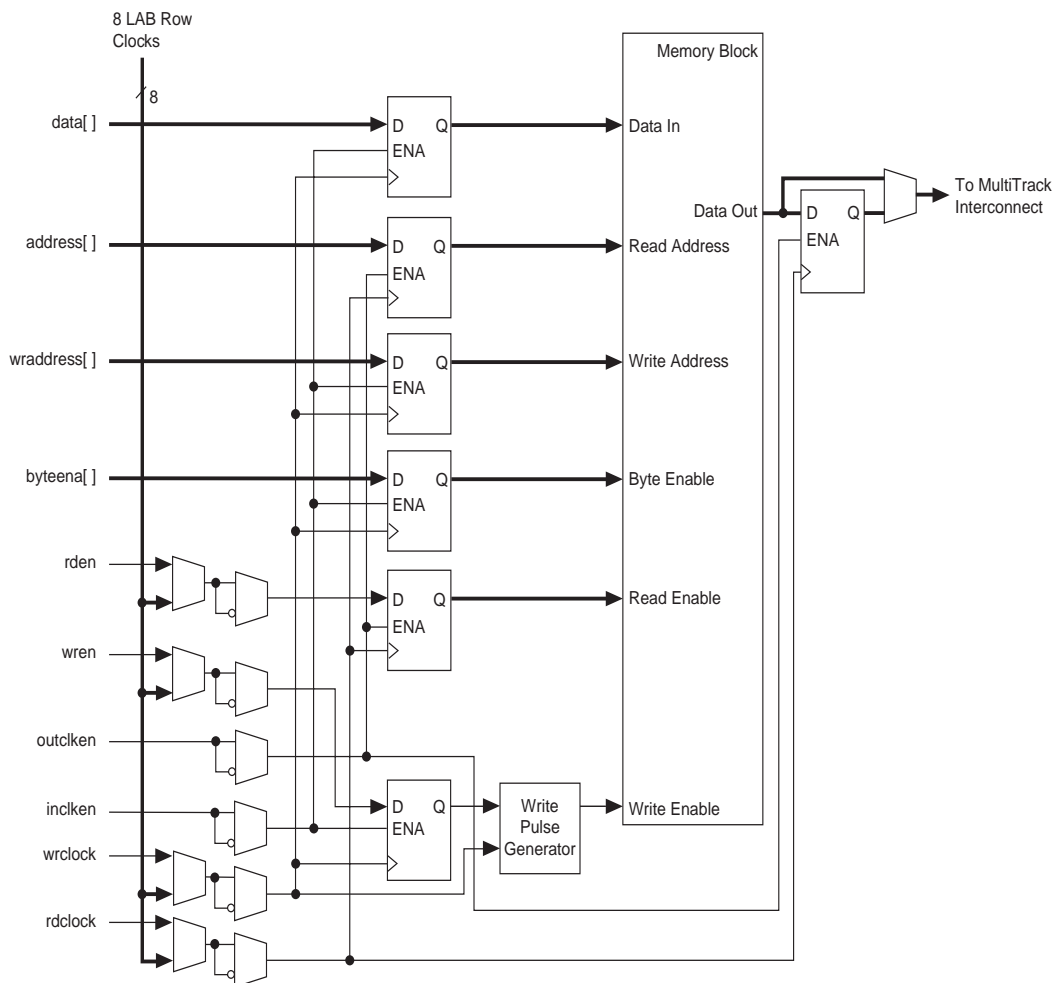 8 LAB Row
Clocks
8
Memory Block
data[ ]
D Q
ENA
Data In
To MultiTrack
Interconnect
Data Out
D Q
ENA
address[ ]
D Q
ENA
Read Address
wraddress[ ]
D Q
ENA
Write Address
byteena[ ]
D Q
ENA
Byte Enable
rden
D Q
ENA
Read Enable
wren
outclken
inclken
D Q
ENA
Write
Pulse
Generator
Write Enable
wrclock
rdclock